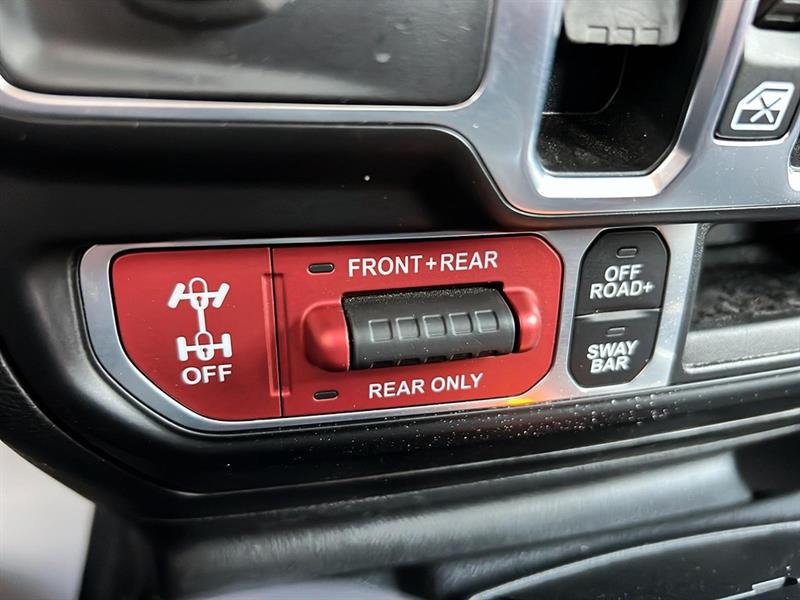 FRONT+REAR
OFF
REAR ONLY
OFF
ROAD+
SWAY
BAR